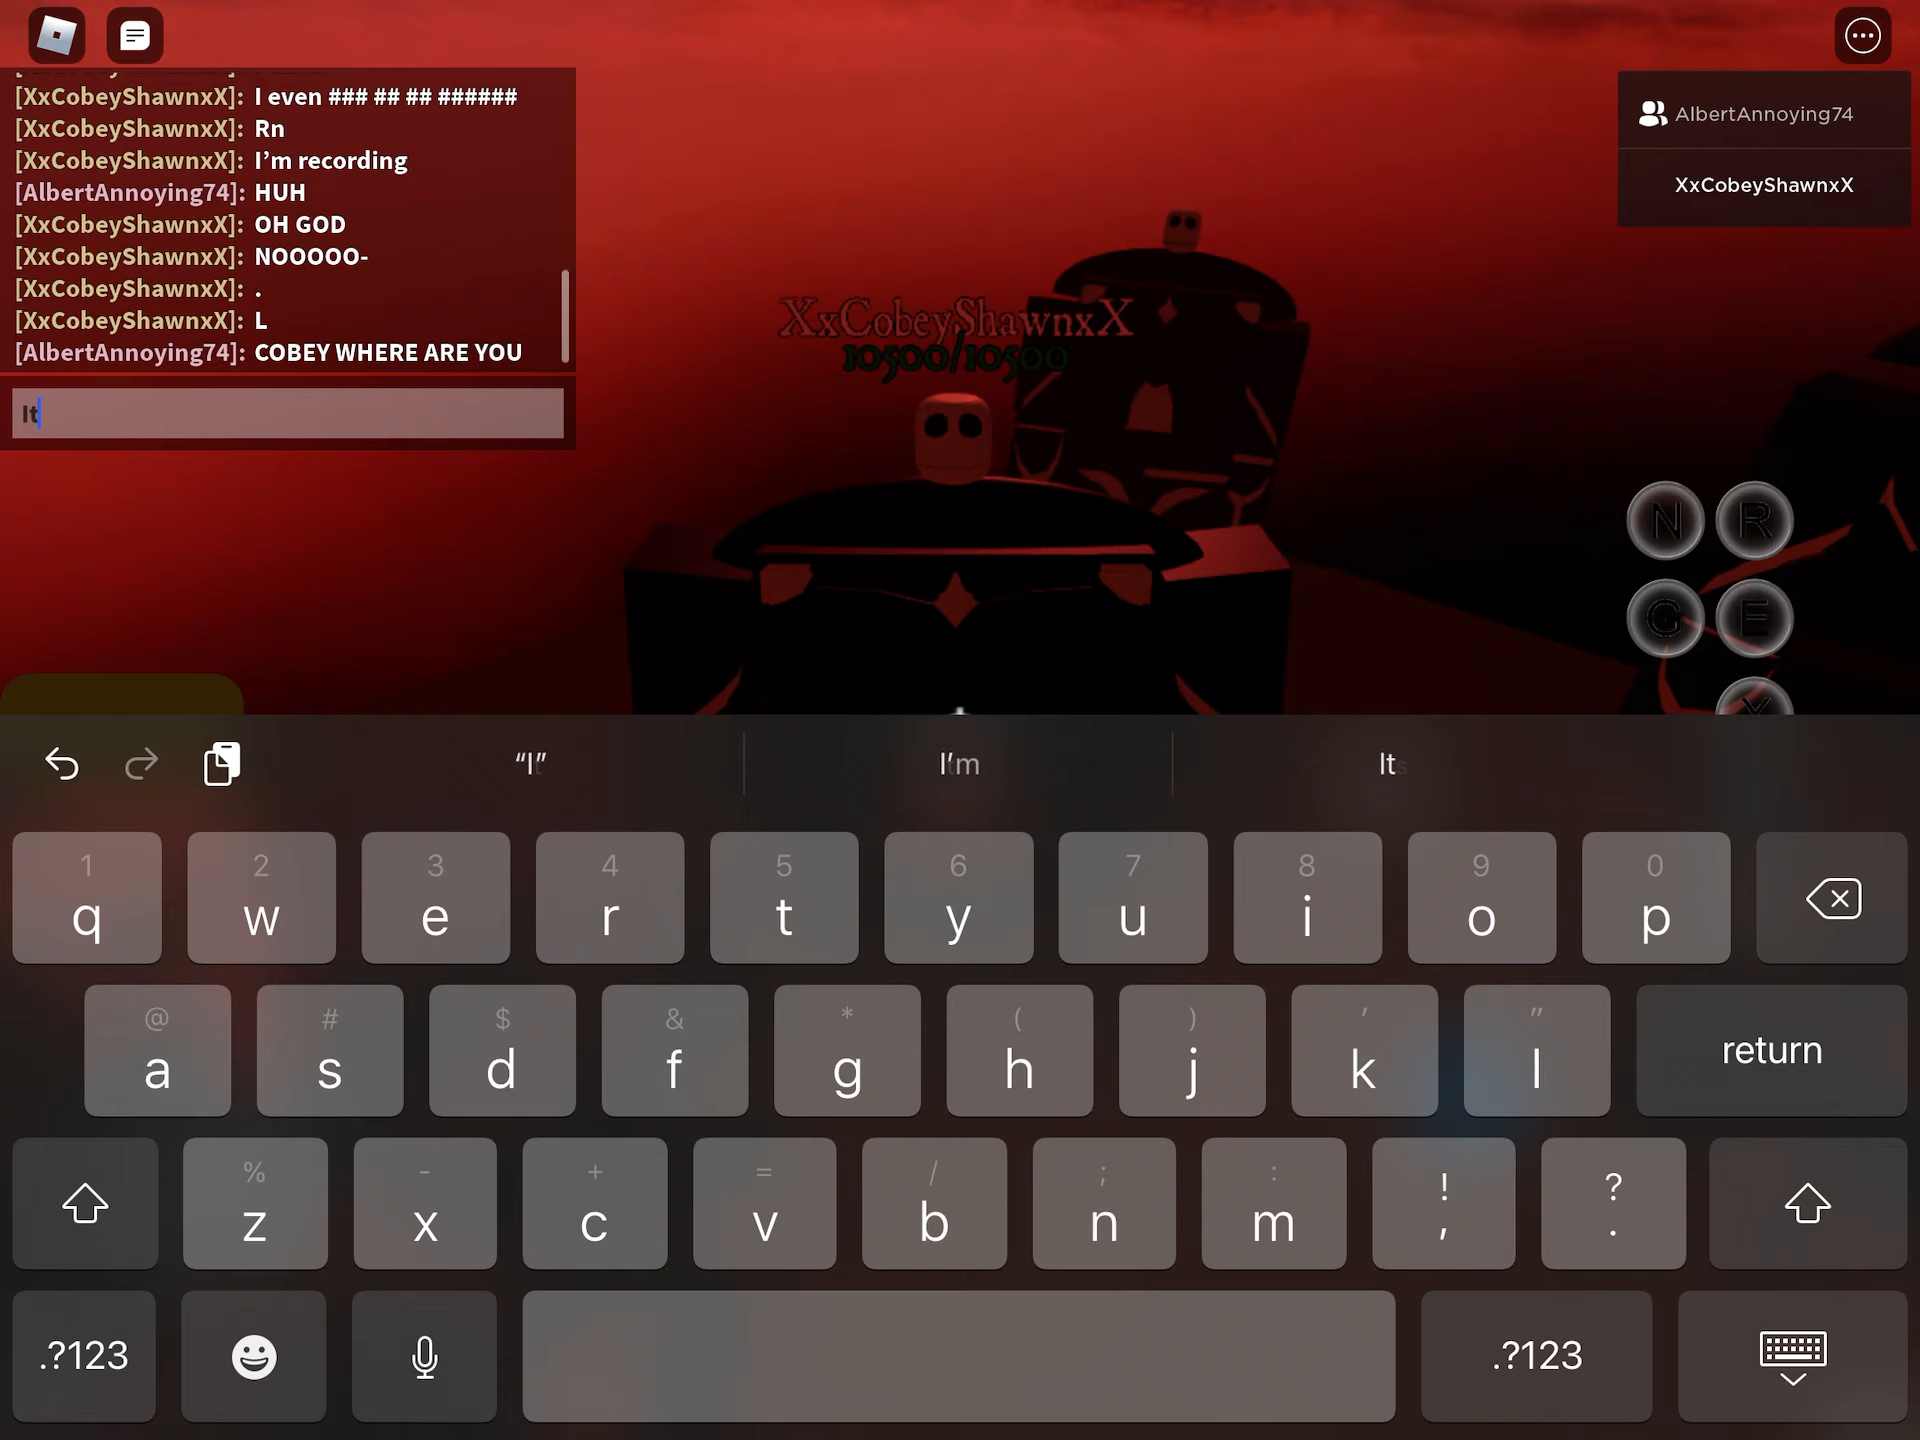 [XxCobeyShawnxX]: I even ### ## ## ######
[XxCobeyShawnxX]: Rn
[XxCobeyShawnxX]: I'm recording
[AlbertAnnoying74]: HUH
[XxCobeyShawnxX]: OH GOD
[XxCobeyShawnxX]: NOOOOO-
[XxCobeyShawnxX]: .
[XxCobeyShawnxX]: L
[AlbertAnnoying74]: COBEY WHERE ARE YOU
It
AlbertAnnoying74
XxCobeyShawnxX
XxCobeyShawnxX
10500/10500
N R
G E
Y
“I” I’m It
1 2 3 4 5 6 7 8 9 0
q w e r t y u i o p
@ # $ & * ( ) ' "
a s d f g h j k l return
% - + = / ; : ! ?
z x c v b n m , .
.?123 .?123